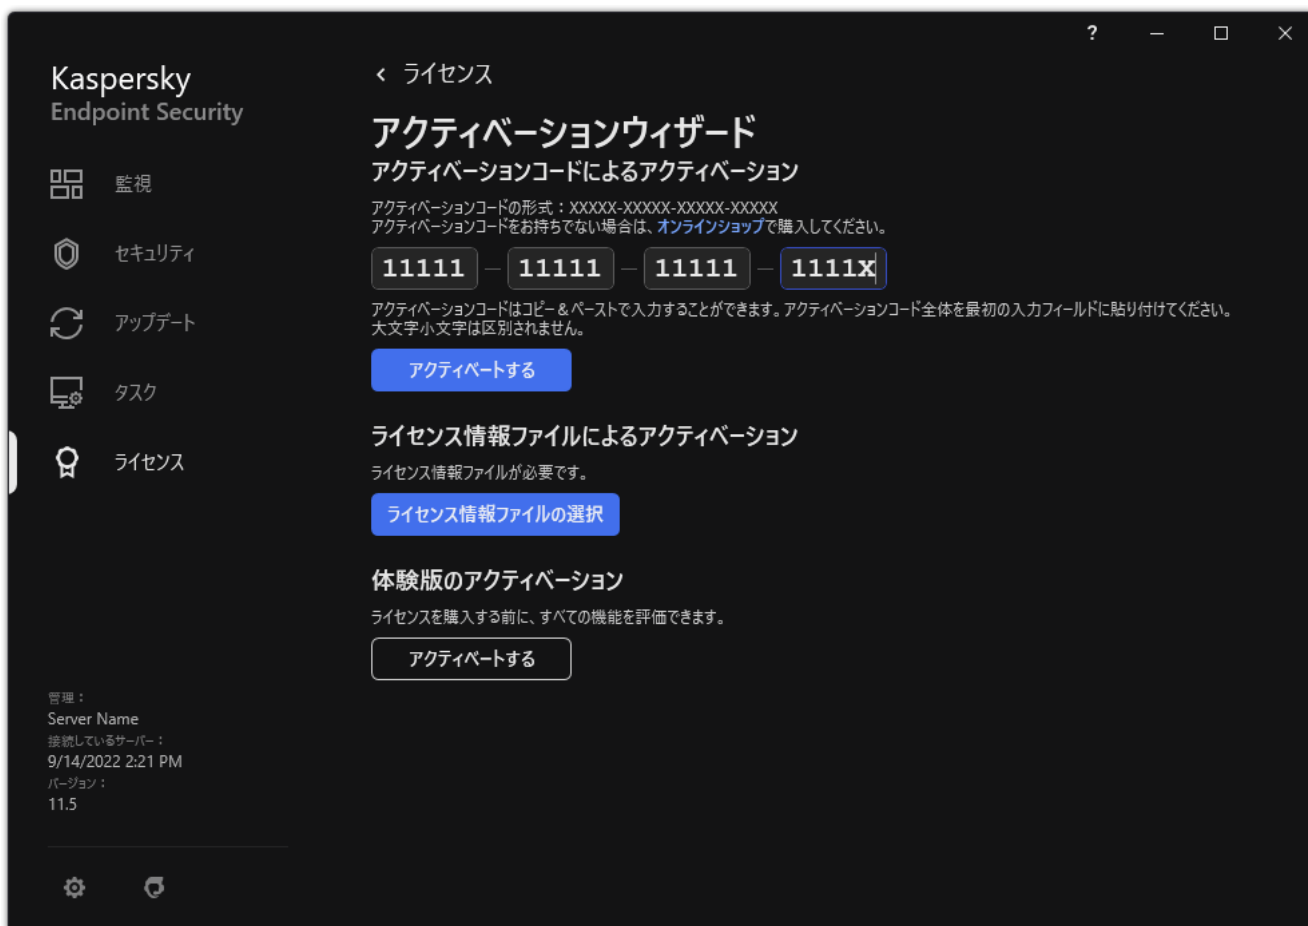 ?
Kaspersky
Endpoint Security
監視
セキュリティ
アップデート
タスク
ライセンス
管理：
Server Name
接続しているサーバー：
9/14/2022 2:21 PM
バージョン：
11.5
ライセンス
アクティベーションウィザード
アクティベーションコードによるアクティベーション
アクティベーションコードの形式：XXXXX-XXXXX-XXXXX-XXXXX
アクティベーションコードをお持ちでない場合は、オンラインショップで購入してください。
11111 – 11111 – 11111 – 1111X
アクティベーションコードはコピー＆ペーストで入力することができます。アクティベーションコード全体を最初の入力フィールドに貼り付けてください。
大文字小文字は区別されません。
アクティベートする
ライセンス情報ファイルによるアクティベーション
ライセンス情報ファイルが必要です。
ライセンス情報ファイルの選択
体験版のアクティベーション
ライセンスを購入する前に、すべての機能を評価できます。
アクティベートする